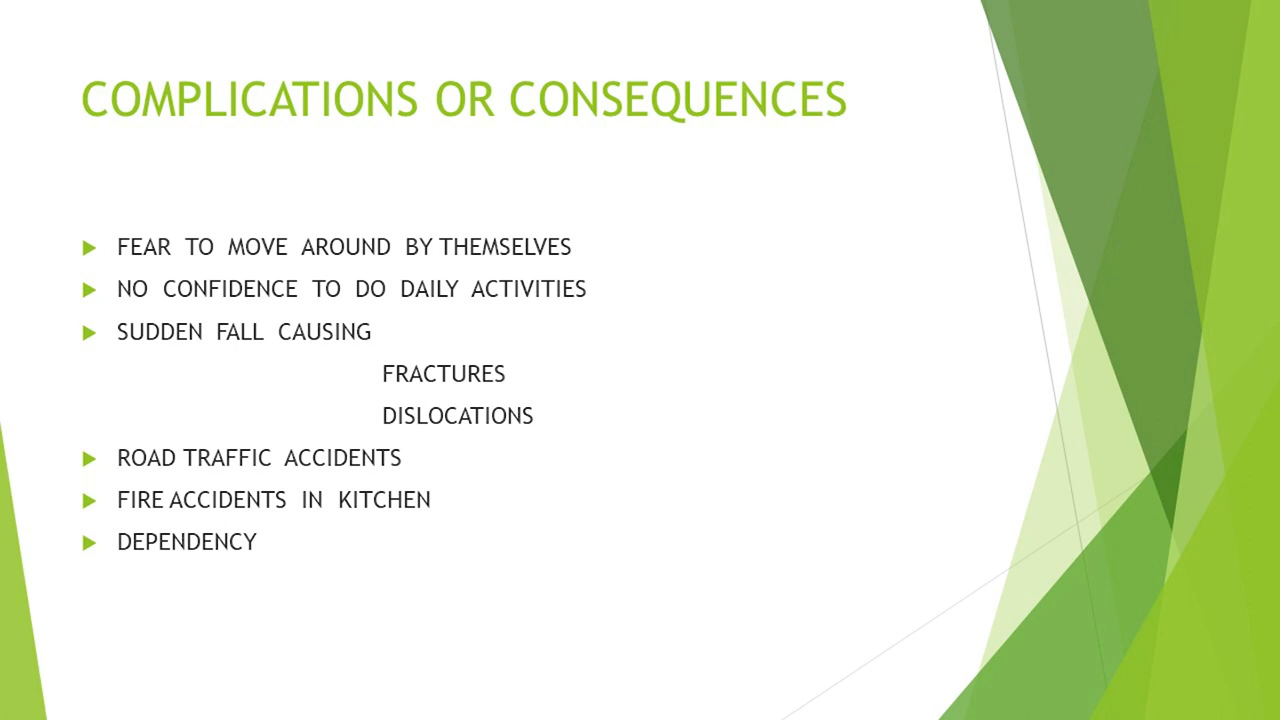 COMPLICATIONS OR CONSEQUENCES
FEAR TO MOVE AROUND BY THEMSELVES
NO CONFIDENCE TO DO DAILY ACTIVITIES
SUDDEN FALL CAUSING
FRACTURES
DISLOCATIONS
ROAD TRAFFIC ACCIDENTS
FIRE ACCIDENTS IN KITCHEN
DEPENDENCY